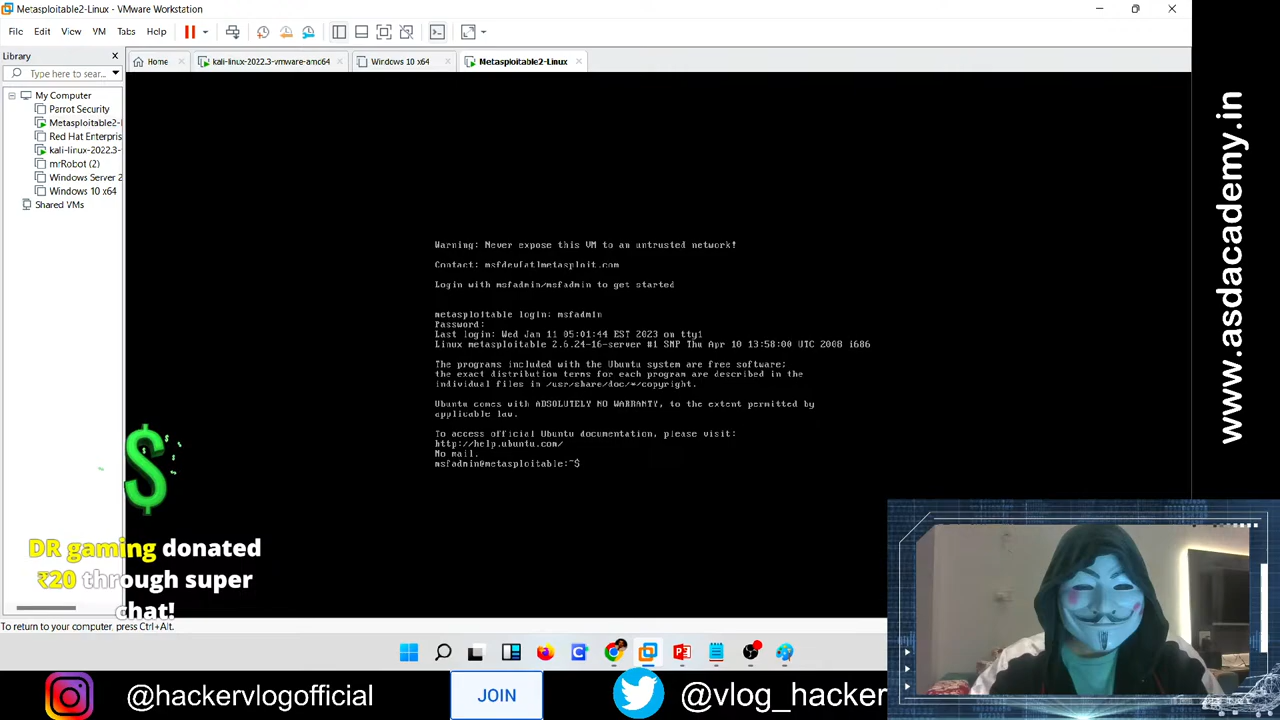 Metasploitable2-Linux - VMware Workstation
File Edit View VM Tabs Help
Library
Type here to sear...
Home
kali-linux-2022.3-vmware-amd64
Windows 10 x64
Metasploitable2-Linux
My Computer
Parrot Security
Metasploitable2-l
Red Hat Enterpris
kali-linux-2022.3-
mrRobot (2)
Windows Server 2
Windows 10 x64
Shared VMs
Warning: Never expose this VM to an untrusted network!
Contact: msfdev[at]metasploit.com
Login with msfadmin/msfadmin to get started
metasploitable login: msfadmin
Password:
Last login: Wed Jan 11 05:01:44 EST 2023 on tty1
Linux metasploitable 2.6.24-16-server #1 SMP Thu Apr 10 13:58:00 UTC 2008 i686
The programs included with the Ubuntu system are free software;
the exact distribution terms for each program are described in the
individual files in /usr/share/doc/*/copyright.
Ubuntu comes with ABSOLUTELY NO WARRANTY, to the extent permitted by
applicable law.
To access official Ubuntu documentation, please visit:
http://help.ubuntu.com/
No mail.
msfadmin@metasploitable:~$
www.asdacademy.in
$
DR gaming donated
₹20 through super
chat!
To return to your computer, press Ctrl+Alt.
@hackervlogofficial
JOIN
@vlog_hacker